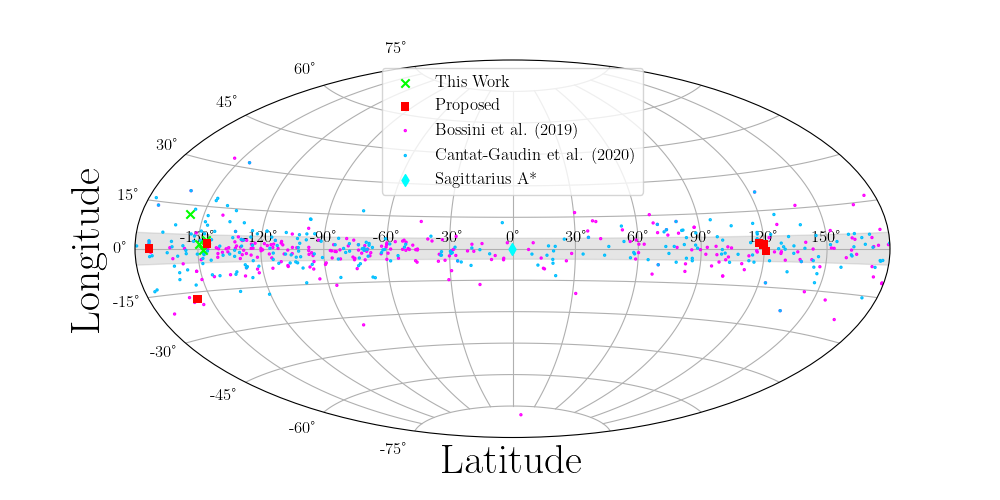 75°
60°
45°
30°
15°
0°
-15°
-30°
-45°
-60°
-75°
This Work
Proposed
Bossini et al. (2019)
Cantat-Gaudin et al. (2020)
Sagittarius A*
-150° -120° -90° -60° -30° 0° 30° 60° 90° 120° 150°
Longitude
Latitude